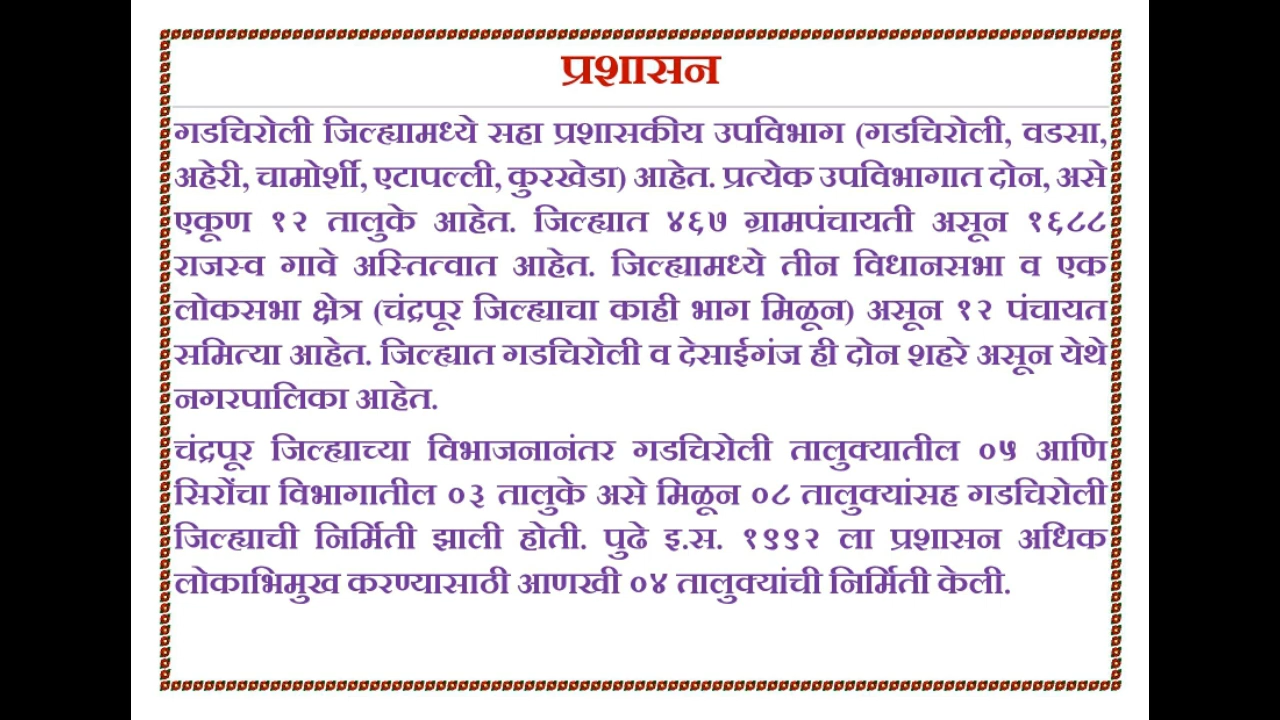 प्रशासन
गडचिरोली जिल्ह्यामध्ये सहा प्रशासकीय उपविभाग (गडचिरोली, वडसा,
अहेरी, चामोर्शी, एटापल्ली, कुरखेडा) आहेत. प्रत्येक उपविभागात दोन, असे
एकूण १२ तालुके आहेत. जिल्ह्यात ४६७ ग्रामपंचायती असून १६८८
राजस्व गावे अस्तित्वात आहेत. जिल्ह्यामध्ये तीन विधानसभा व एक
लोकसभा क्षेत्र (चंद्रपूर जिल्ह्याचा काही भाग मिळून) असून १२ पंचायत
समित्या आहेत. जिल्ह्यात गडचिरोली व देसाईगंज ही दोन शहरे असून येथे
नगरपालिका आहेत.
चंद्रपूर जिल्ह्याच्या विभाजनानंतर गडचिरोली तालुक्यातील ०५ आणि
सिरोंचा विभागातील ०३ तालुके असे मिळून ०८ तालुक्यांसह गडचिरोली
जिल्ह्याची निर्मिती झाली होती. पुढे इ.स. १९९२ ला प्रशासन अधिक
लोकाभिमुख करण्यासाठी आणखी ०४ तालुक्यांची निर्मिती केली.